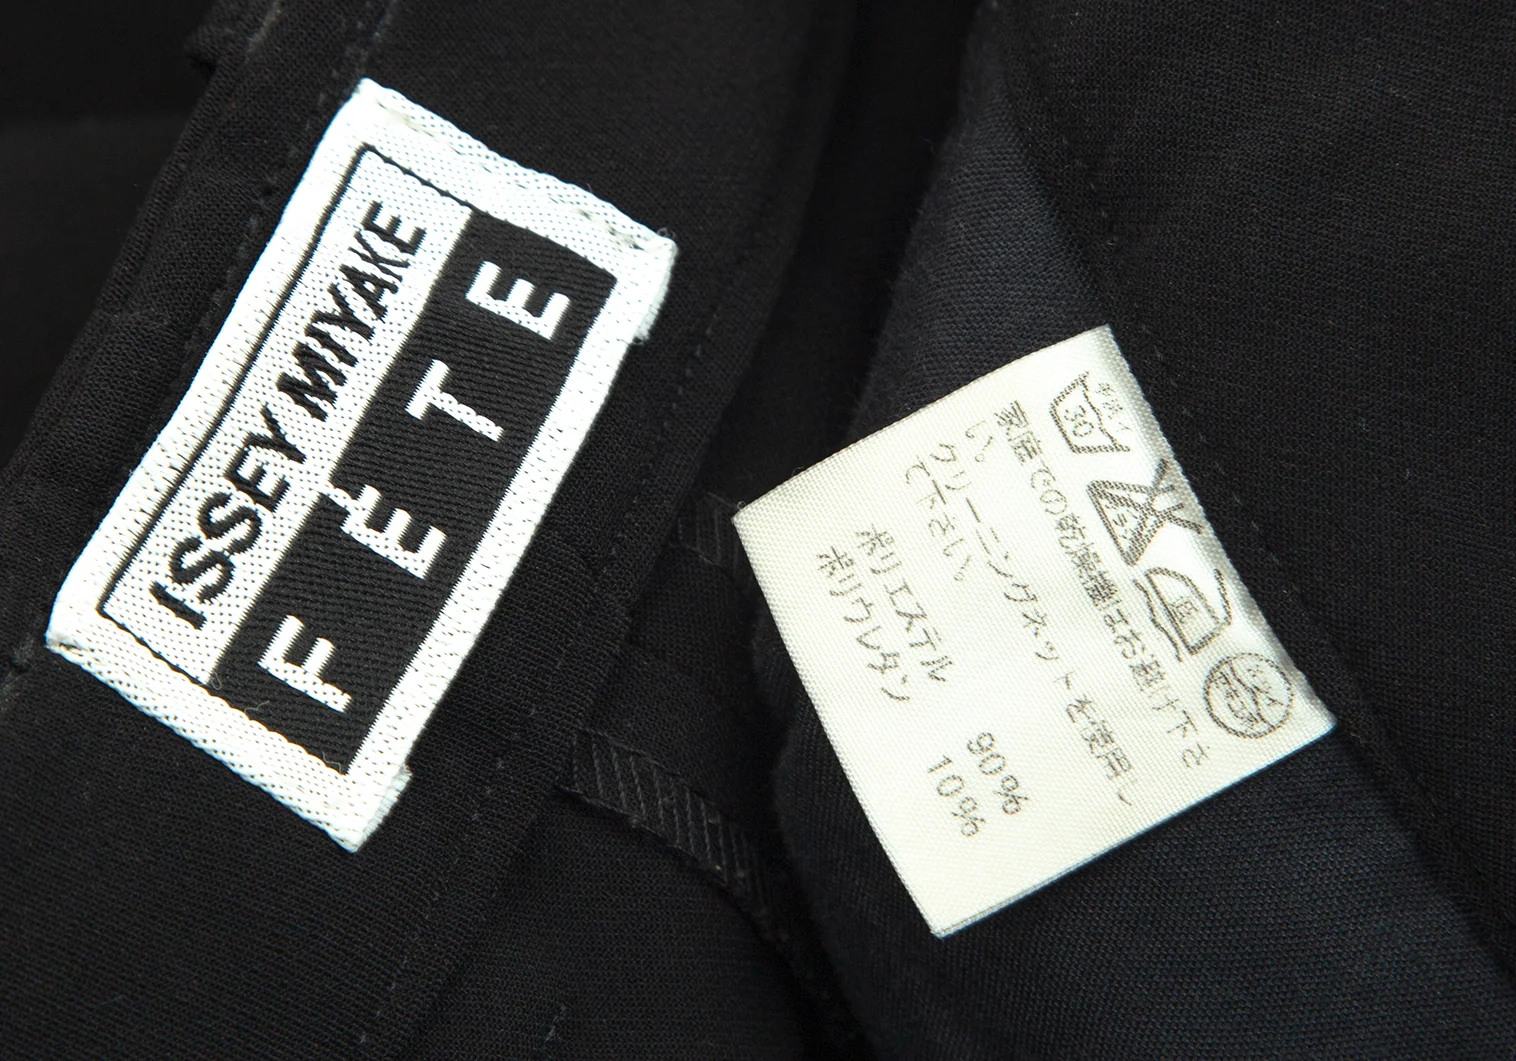 ISSEY MIYAKE
FÊTE
30
家庭での乾燥機はお避け下さ
い。
クリーニングネットを使用し
て下さい。
ポリエステル 90%
ポリウレタン 10%